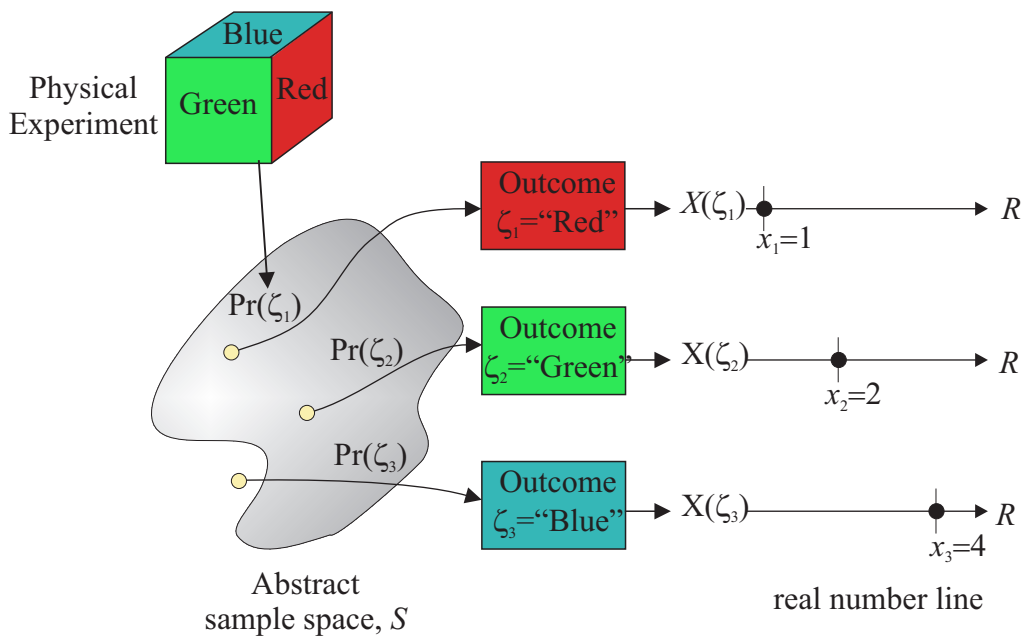 Blue
Physical
Experiment
Green
Red
Outcome
ζ₁=“Red”
X(ζ₁)
x₁=1
R
Pr(ζ₁)
Pr(ζ₂)
Outcome
ζ₂=“Green”
X(ζ₂)
x₂=2
R
Pr(ζ₃)
Outcome
ζ₃=“Blue”
X(ζ₃)
x₃=4
R
Abstract
sample space, S
real number line